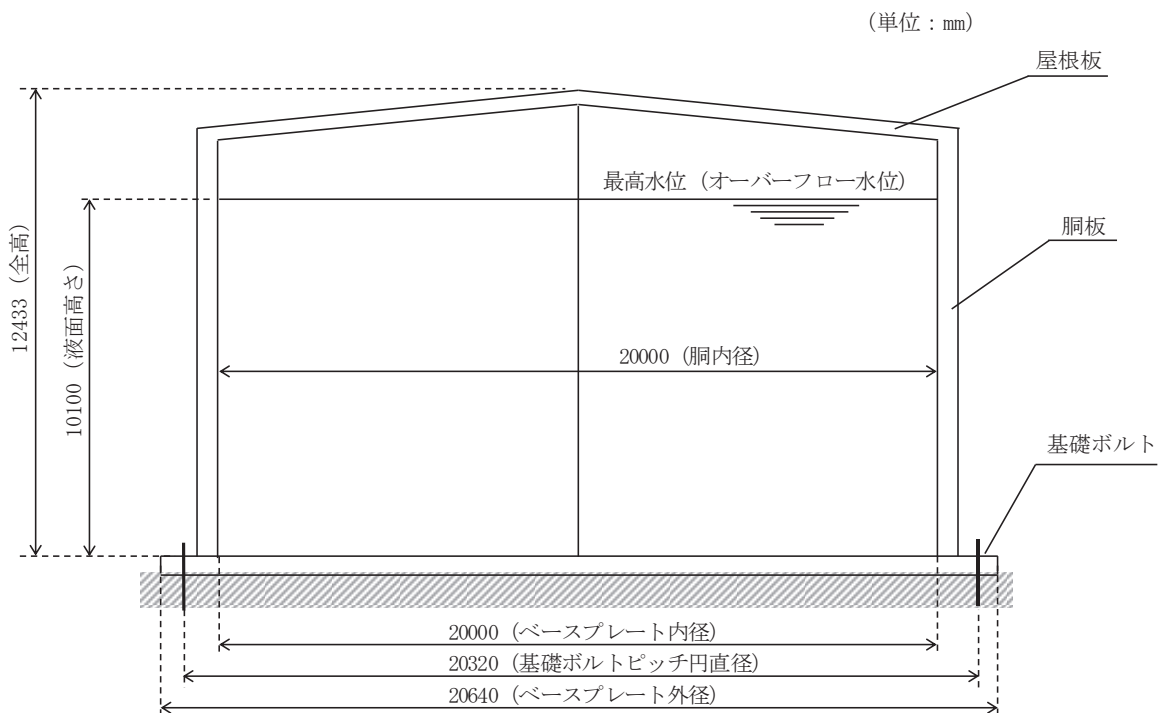 (単位：mm)
屋根板
最高水位 (オーバーフロー水位)
胴板
12433 (全高)
10100 (液面高さ)
20000 (胴内径)
基礎ボルト
20000 (ベースプレート内径)
20320 (基礎ボルトピッチ円直径)
20640 (ベースプレート外径)